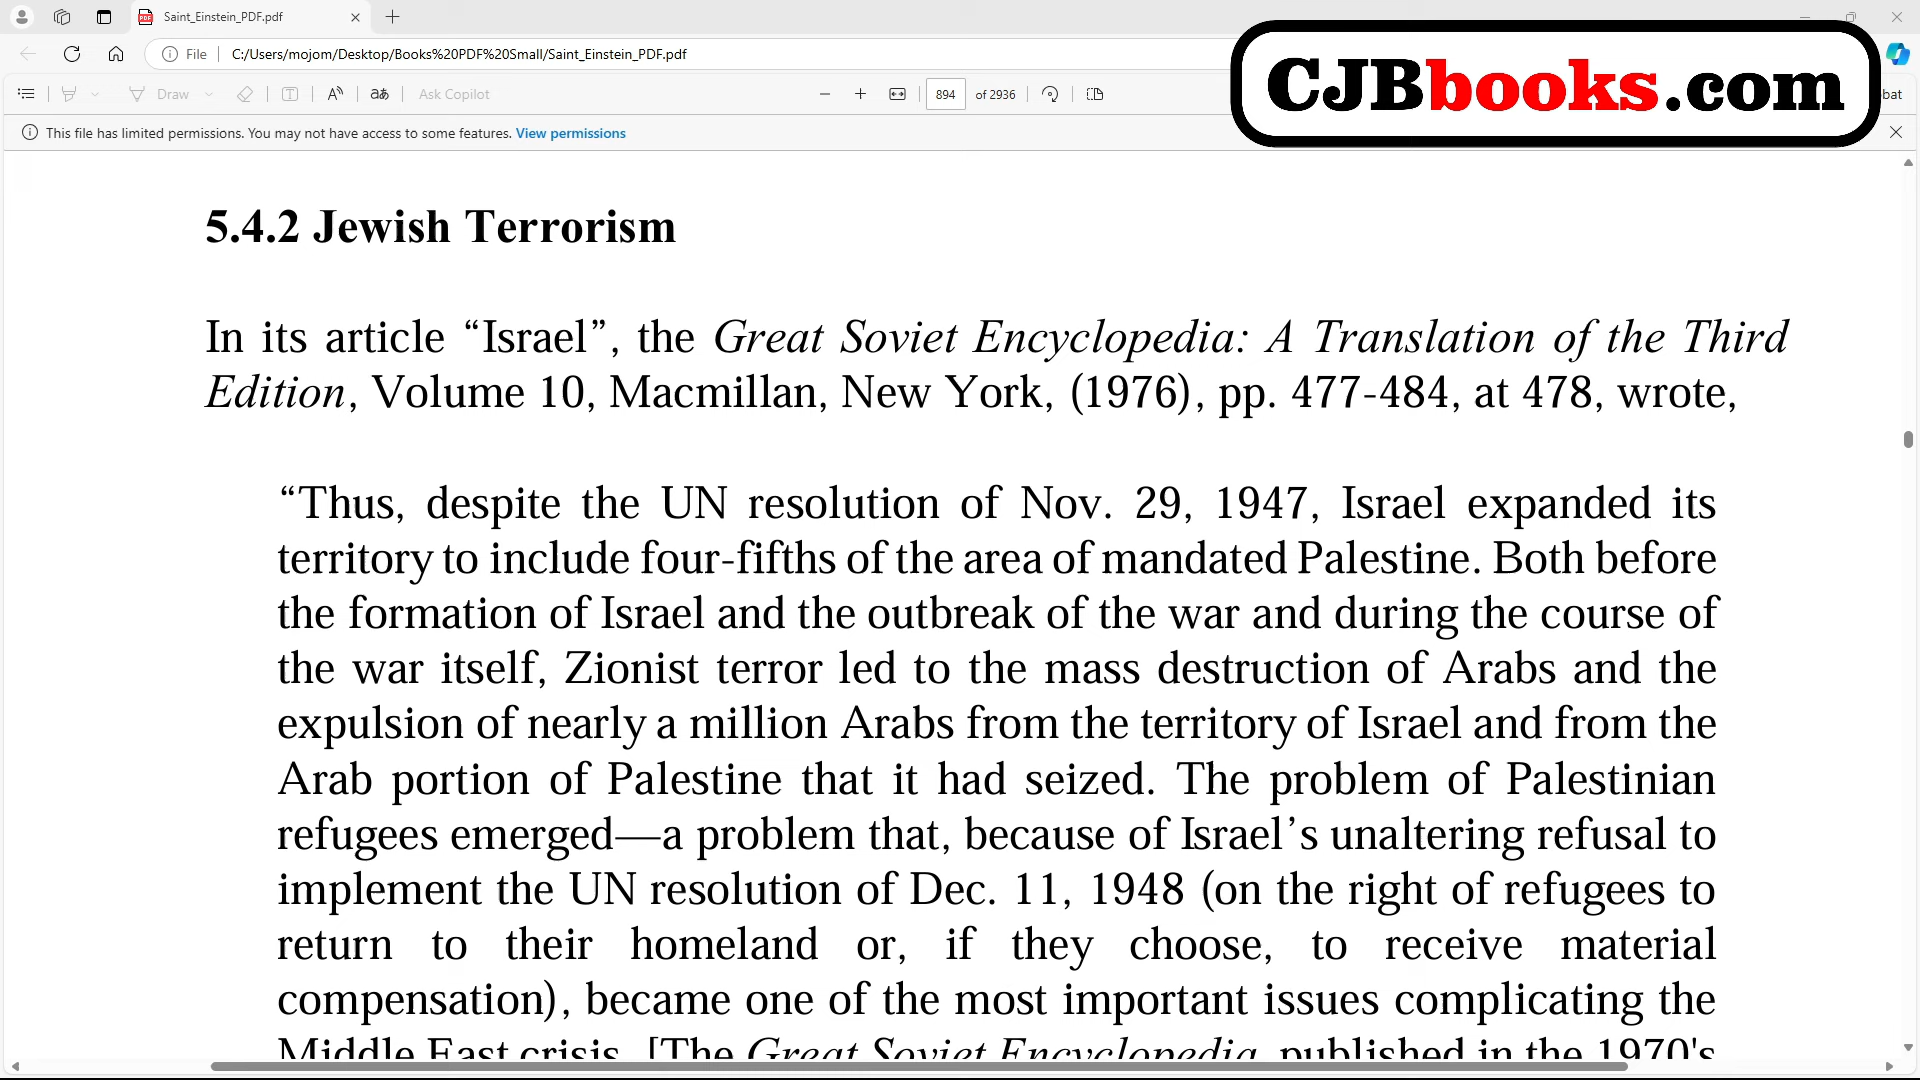 Saint_Einstein_PDF.pdf
File
C:/Users/mojom/Desktop/Books%20PDF%20Small/Saint_Einstein_PDF.pdf
CJBbooks.com
Draw
Ask Copilot
894 of 2936
bat
This file has limited permissions. You may not have access to some features. View permissions
5.4.2 Jewish Terrorism
In its article “Israel”, the Great Soviet Encyclopedia: A Translation of the Third
Edition, Volume 10, Macmillan, New York, (1976), pp. 477-484, at 478, wrote,
“Thus, despite the UN resolution of Nov. 29, 1947, Israel expanded its
territory to include four-fifths of the area of mandated Palestine. Both before
the formation of Israel and the outbreak of the war and during the course of
the war itself, Zionist terror led to the mass destruction of Arabs and the
expulsion of nearly a million Arabs from the territory of Israel and from the
Arab portion of Palestine that it had seized. The problem of Palestinian
refugees emerged—a problem that, because of Israel’s unaltering refusal to
implement the UN resolution of Dec. 11, 1948 (on the right of refugees to
return to their homeland or, if they choose, to receive material
compensation), became one of the most important issues complicating the
Middle East crisis. [The Great Soviet Encyclopedia, published in the 1970's